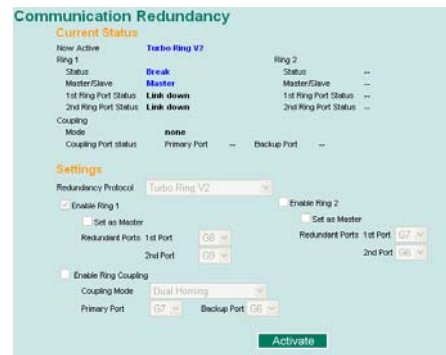 Communication Redundancy
Current Status
Now Active Turbo Ring V2
Ring 1 Ring 2
Status Break Status --
Master/Slave Master Master/Slave --
1st Ring Port Status Link down 1st Ring Port Status --
2nd Ring Port Status Link down 2nd Ring Port Status --
Coupling
Mode none
Coupling Port status Primary Port -- Backup Port --
Settings
Redundancy Protocol Turbo Ring V2
Enable Ring 1 Enable Ring 2
Set as Master Set as Master
Redundant Ports 1st Port G8 Redundant Ports 1st Port G7
2nd Port G9 2nd Port G6
Enable Ring Coupling
Coupling Mode Dual Homing
Primary Port G7 Backup Port G6
Activate